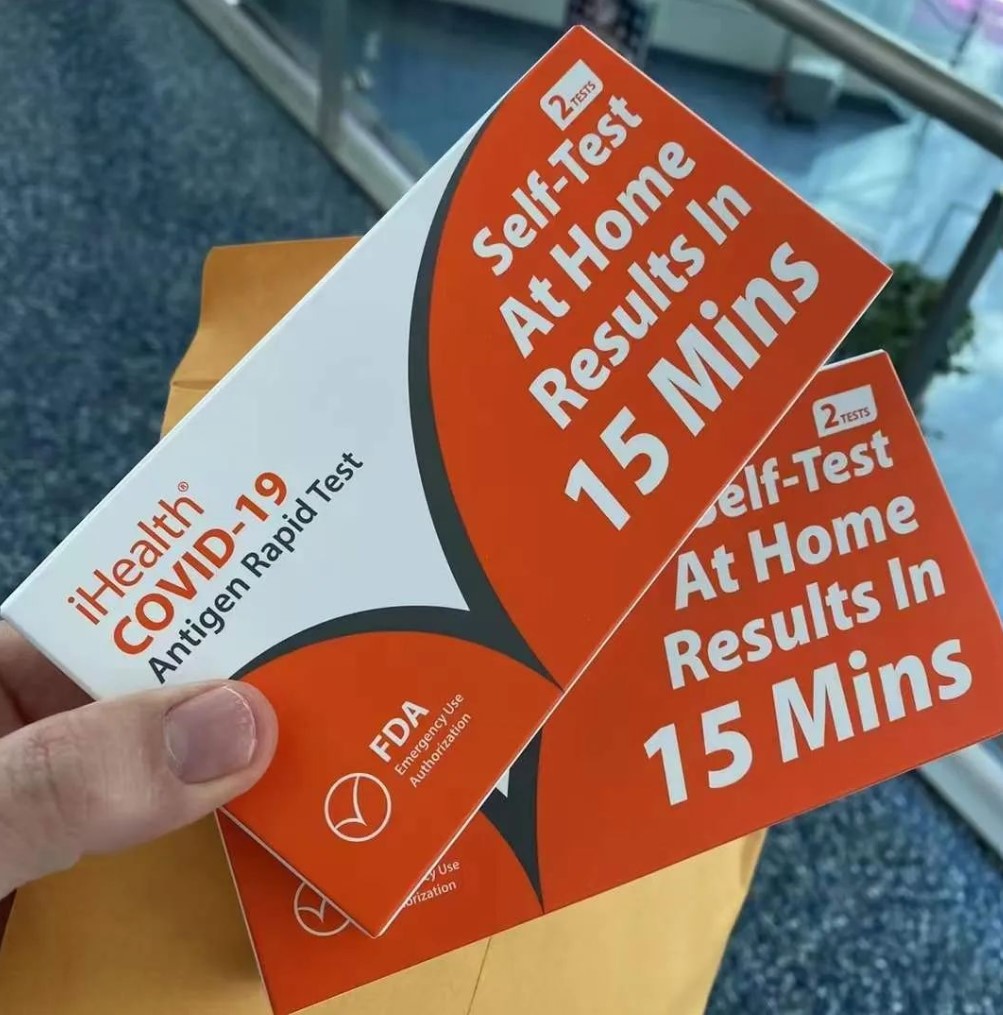 2 TESTS
Self-Test
At Home
Results In
15 Mins
iHealth®
COVID-19
Antigen Rapid Test
FDA
Emergency Use
Authorization
2 TESTS
elf-Test
At Home
Results In
15 Mins
cy Use
orization